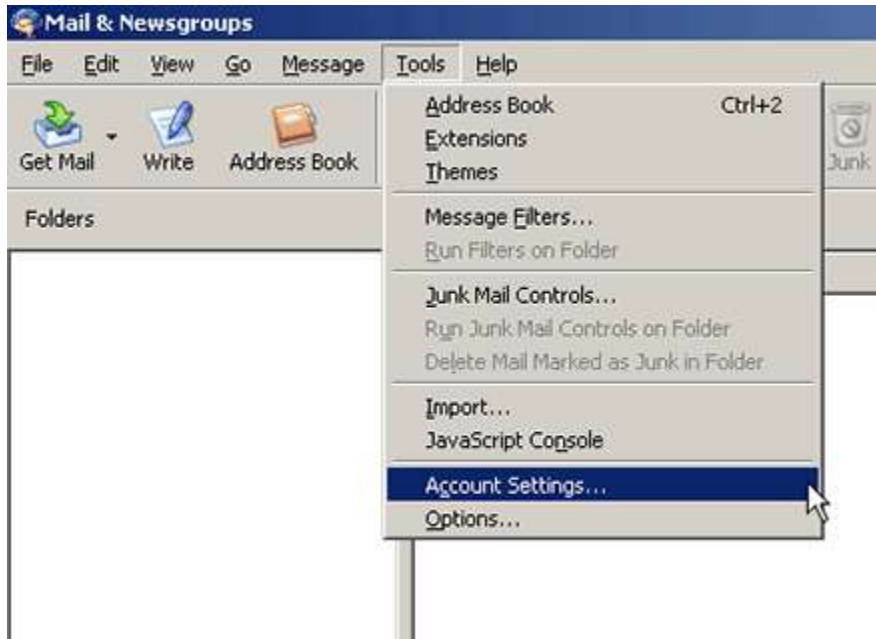 Mail & Newsgroups
File Edit View Go Message Tools Help
Get Mail Write Address Book Junk
Folders
Address Book Ctrl+2
Extensions
Themes
Message Filters...
Run Filters on Folder
Junk Mail Controls...
Run Junk Mail Controls on Folder
Delete Mail Marked as Junk in Folder
Import...
JavaScript Console
Account Settings...
Options...